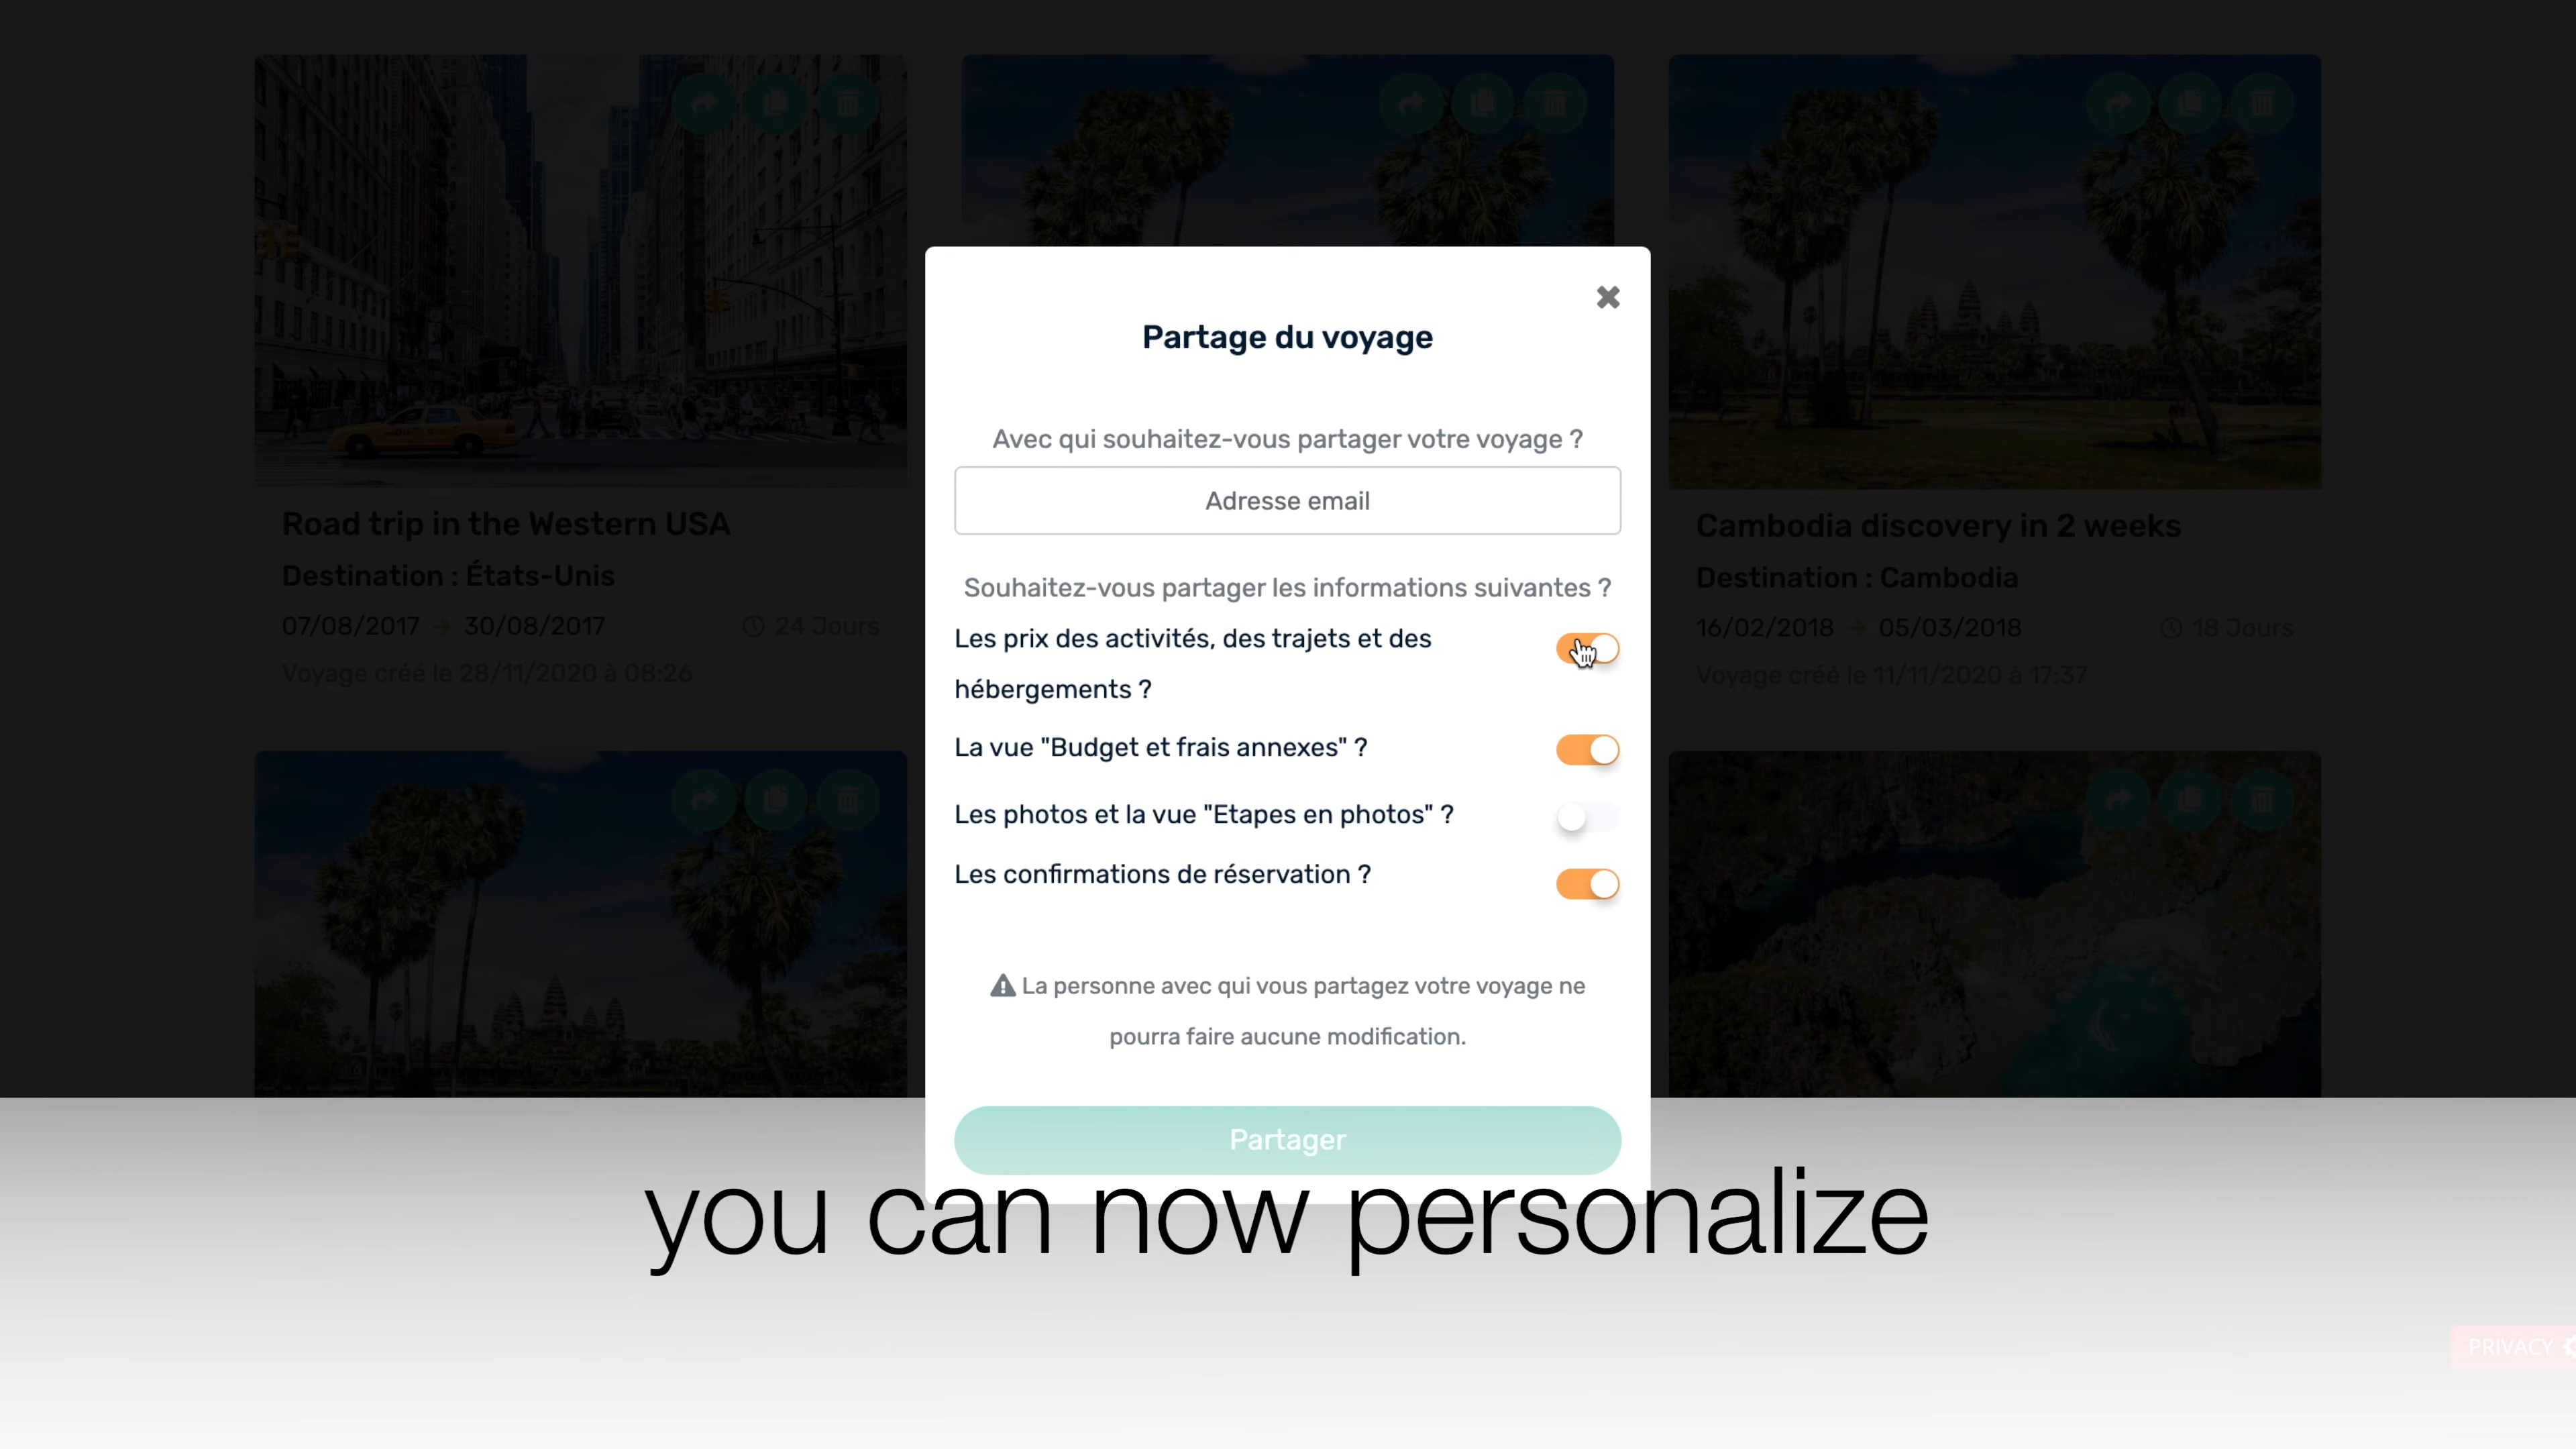 Partage du voyage
Avec qui souhaitez-vous partager votre voyage ?
Adresse email
Souhaitez-vous partager les informations suivantes ?
Les prix des activités, des trajets et des
hébergements ?
La vue "Budget et frais annexes" ?
Les photos et la vue "Etapes en photos" ?
Les confirmations de réservation ?
La personne avec qui vous partagez votre voyage ne
pourra faire aucune modification.
Partager
Road trip in the Western USA
Destination : États-Unis
07/08/2017 → 30/08/2017 24 Jours
Voyage créé le 28/11/2020 à 08:26
Cambodia discovery in 2 weeks
Destination : Cambodia
16/02/2018 → 05/03/2018 18 Jours
Voyage créé le 11/11/2020 à 17:37
you can now personalize
PRIVACY